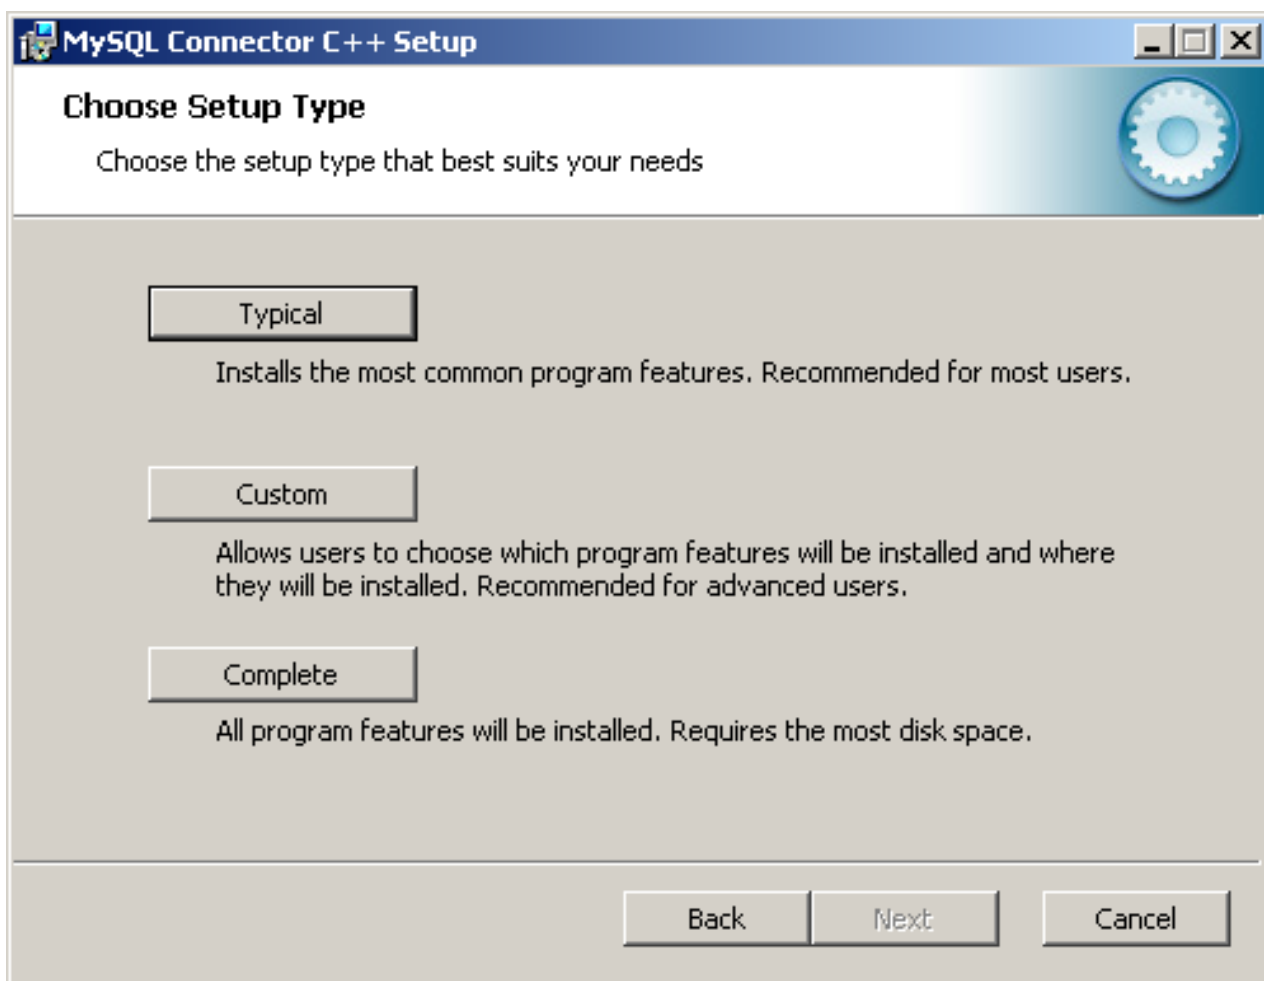 MySQL Connector C++ Setup
Choose Setup Type
Choose the setup type that best suits your needs
Typical
Installs the most common program features. Recommended for most users.
Custom
Allows users to choose which program features will be installed and where
they will be installed. Recommended for advanced users.
Complete
All program features will be installed. Requires the most disk space.
Back
Next
Cancel